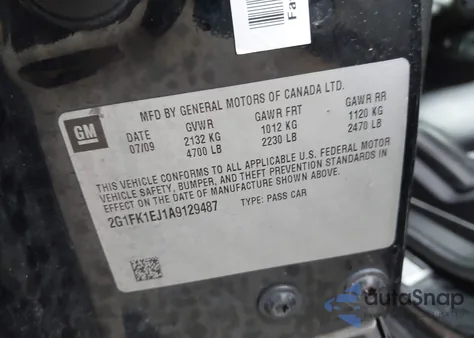 MFD BY GENERAL MOTORS OF CANADA LTD.
GM
DATE GVWR GAWR FRT GAWR RR
07/09 2132 KG 1012 KG 1120 KG
4700 LB 2230 LB 2470 LB
THIS VEHICLE CONFORMS TO ALL APPLICABLE U.S. FEDERAL MOTOR
VEHICLE SAFETY, BUMPER, AND THEFT PREVENTION STANDARDS IN
EFFECT ON THE DATE OF MANUFACTURE SHOWN ABOVE.
2G1FK1EJ1A9129487 TYPE: PASS CAR
autoSnap